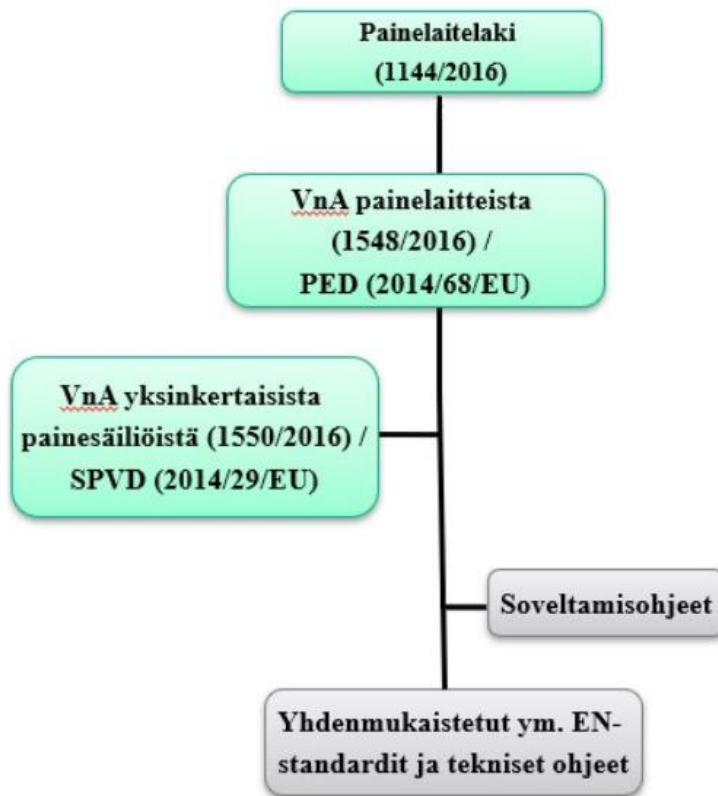 Painelaitelaki
(1144/2016)
VnA painelaitteista
(1548/2016) /
PED (2014/68/EU)
VnA yksinkertaisista
painesäiliöistä (1550/2016) /
SPVD (2014/29/EU)
Soveltamisohjeet
Yhdenmukaistetut ym. EN-
standardit ja tekniset ohjeet